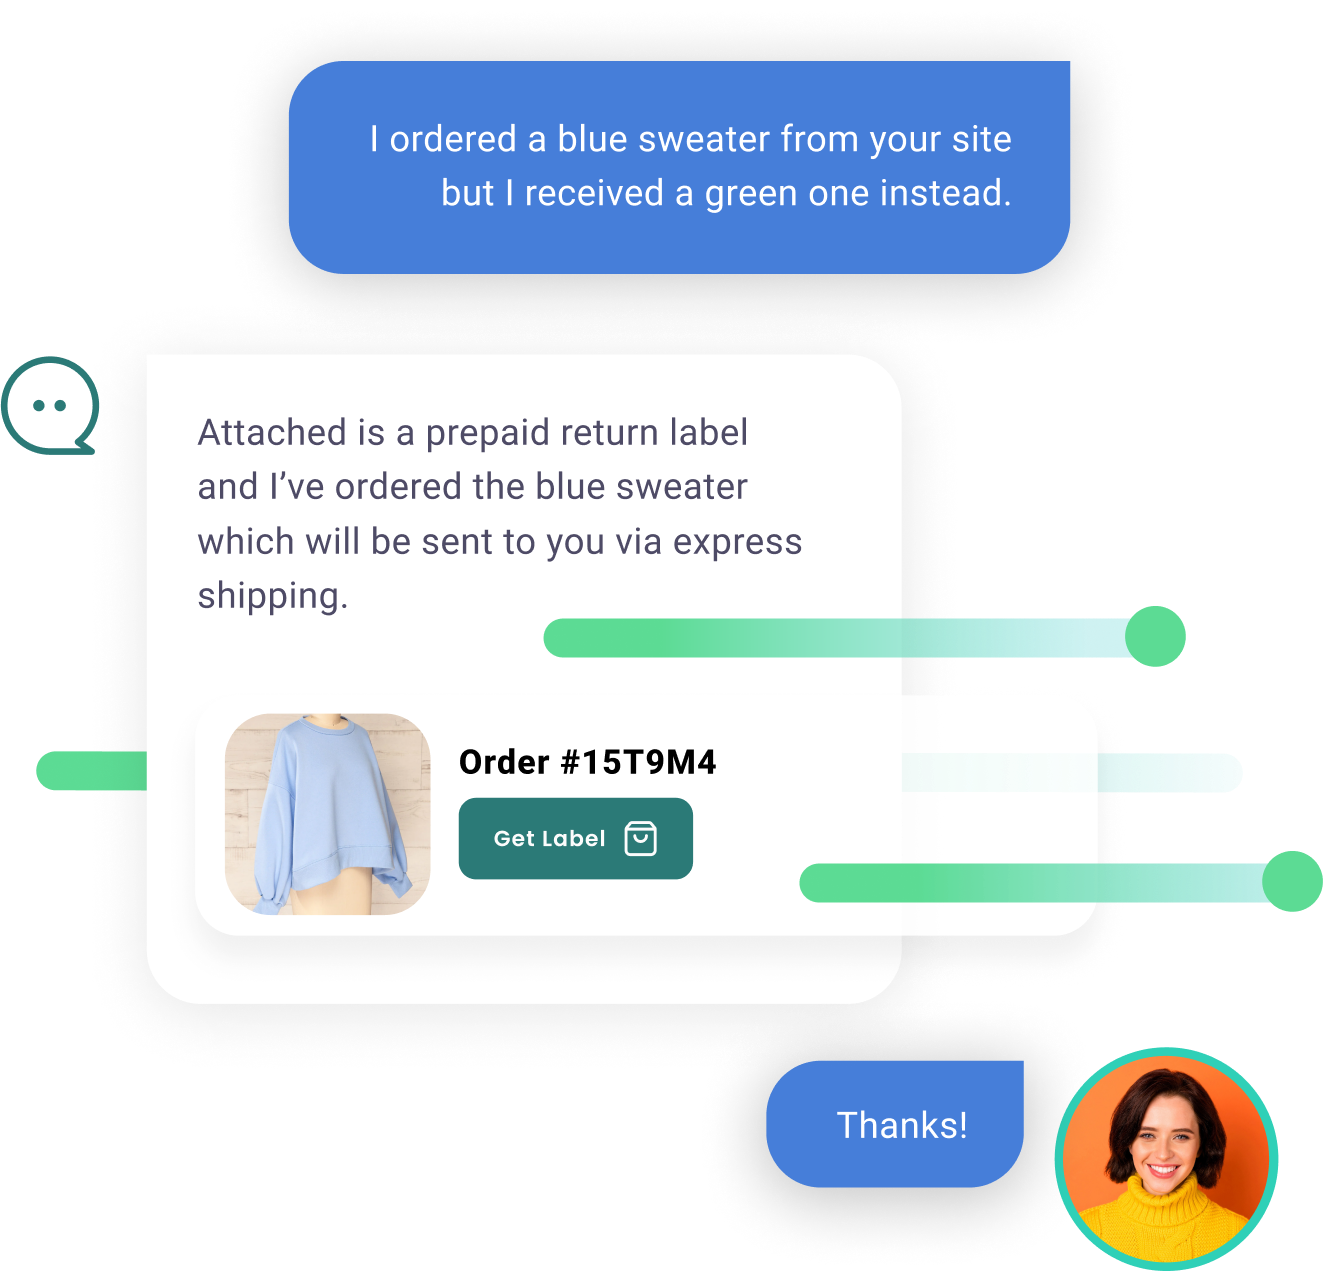 I ordered a blue sweater from your site
but I received a green one instead.
Attached is a prepaid return label
and I’ve ordered the blue sweater
which will be sent to you via express
shipping.
Order #15T9M4
Get Label
Thanks!